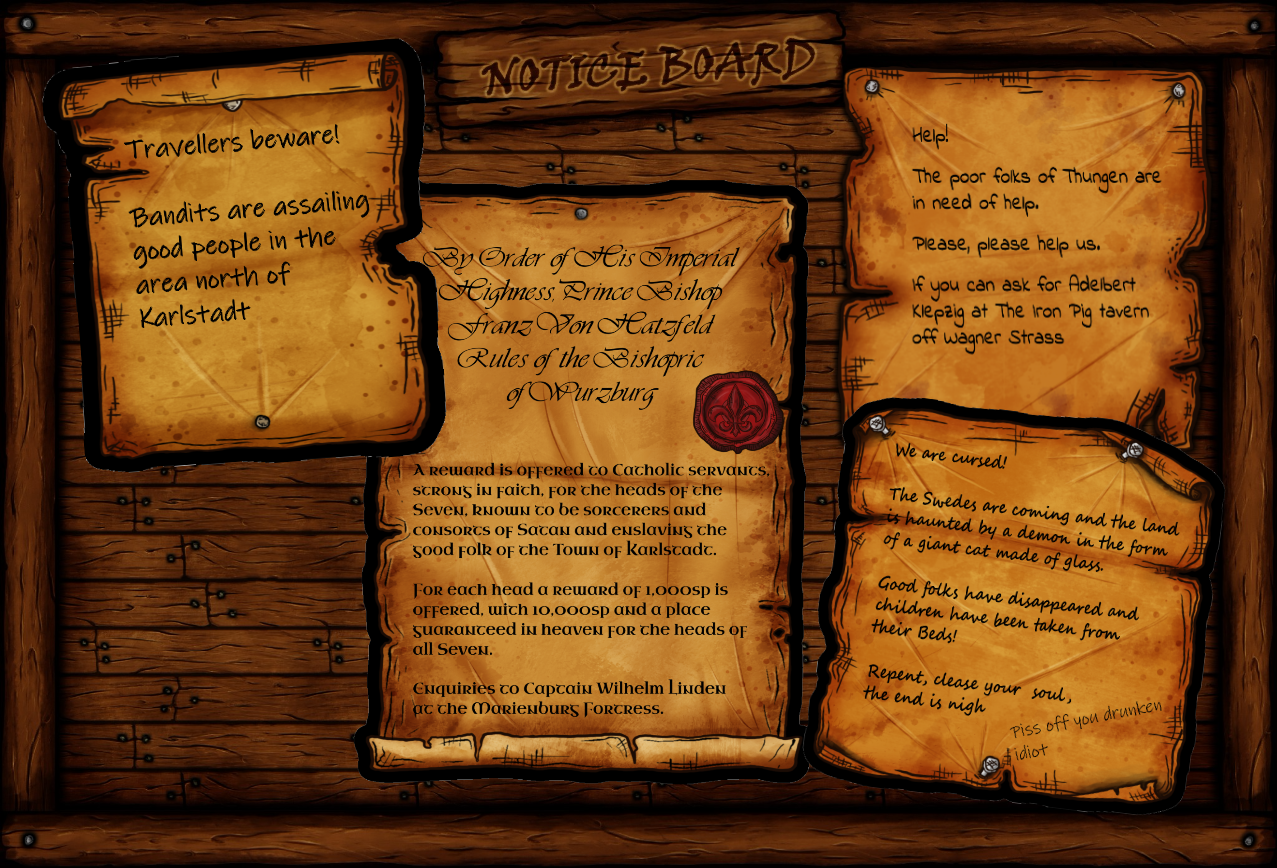 NOTICE BOARD
Travellers beware!
Bandits are assailing
good people in the
area north of
Karlstadt
By Order of His Imperial
Highness, Prince Bishop
Franz Von Hatzfeld
Rules of the Bishopric
of Wurzburg
A reward is offered to Catholic servants,
strong in faith, for the heads of the
Seven, known to be sorcerers and
consorts of Satan and enslaving the
good folk of the Town of Karlstadt.
For each head a reward of 1,000sp is
offered, with 10,000sp and a place
guaranteed in heaven for the heads of
all Seven.
Enquiries to Captain Wilhelm Linden
at the Marienburg Fortress.
Help!
The poor folks of Thungen are
in need of help.
Please, please help us.
If you can ask for Adelbert
Klepzig at The Iron Pig tavern
off Wagner Strass
We are cursed!
The Swedes are coming and the land
is haunted by a demon in the form
of a giant cat made of glass.
Good folks have disappeared and
children have been taken from
their Beds!
Repent, clease your soul,
the end is nigh
Piss off you drunken
idiot